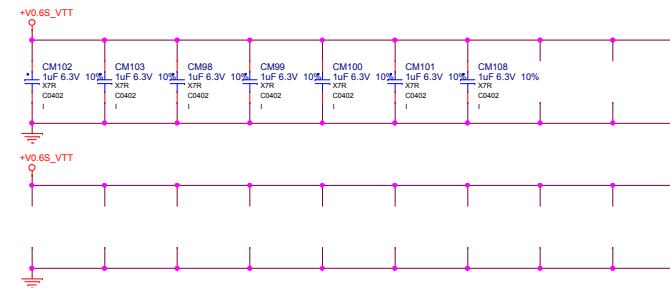 +V0.6S_VTT
CM102 CM103 CM98 CM99 CM100 CM101 CM108
1uF 6.3V 10% 1uF 6.3V 10% 1uF 6.3V 10% 1uF 6.3V 10% 1uF 6.3V 10% 1uF 6.3V 10% 1uF 6.3V 10%
X7R X7R X7R X7R X7R X7R X7R
C0402 C0402 C0402 C0402 C0402 C0402 C0402
I I I I I I I
+V0.6S_VTT